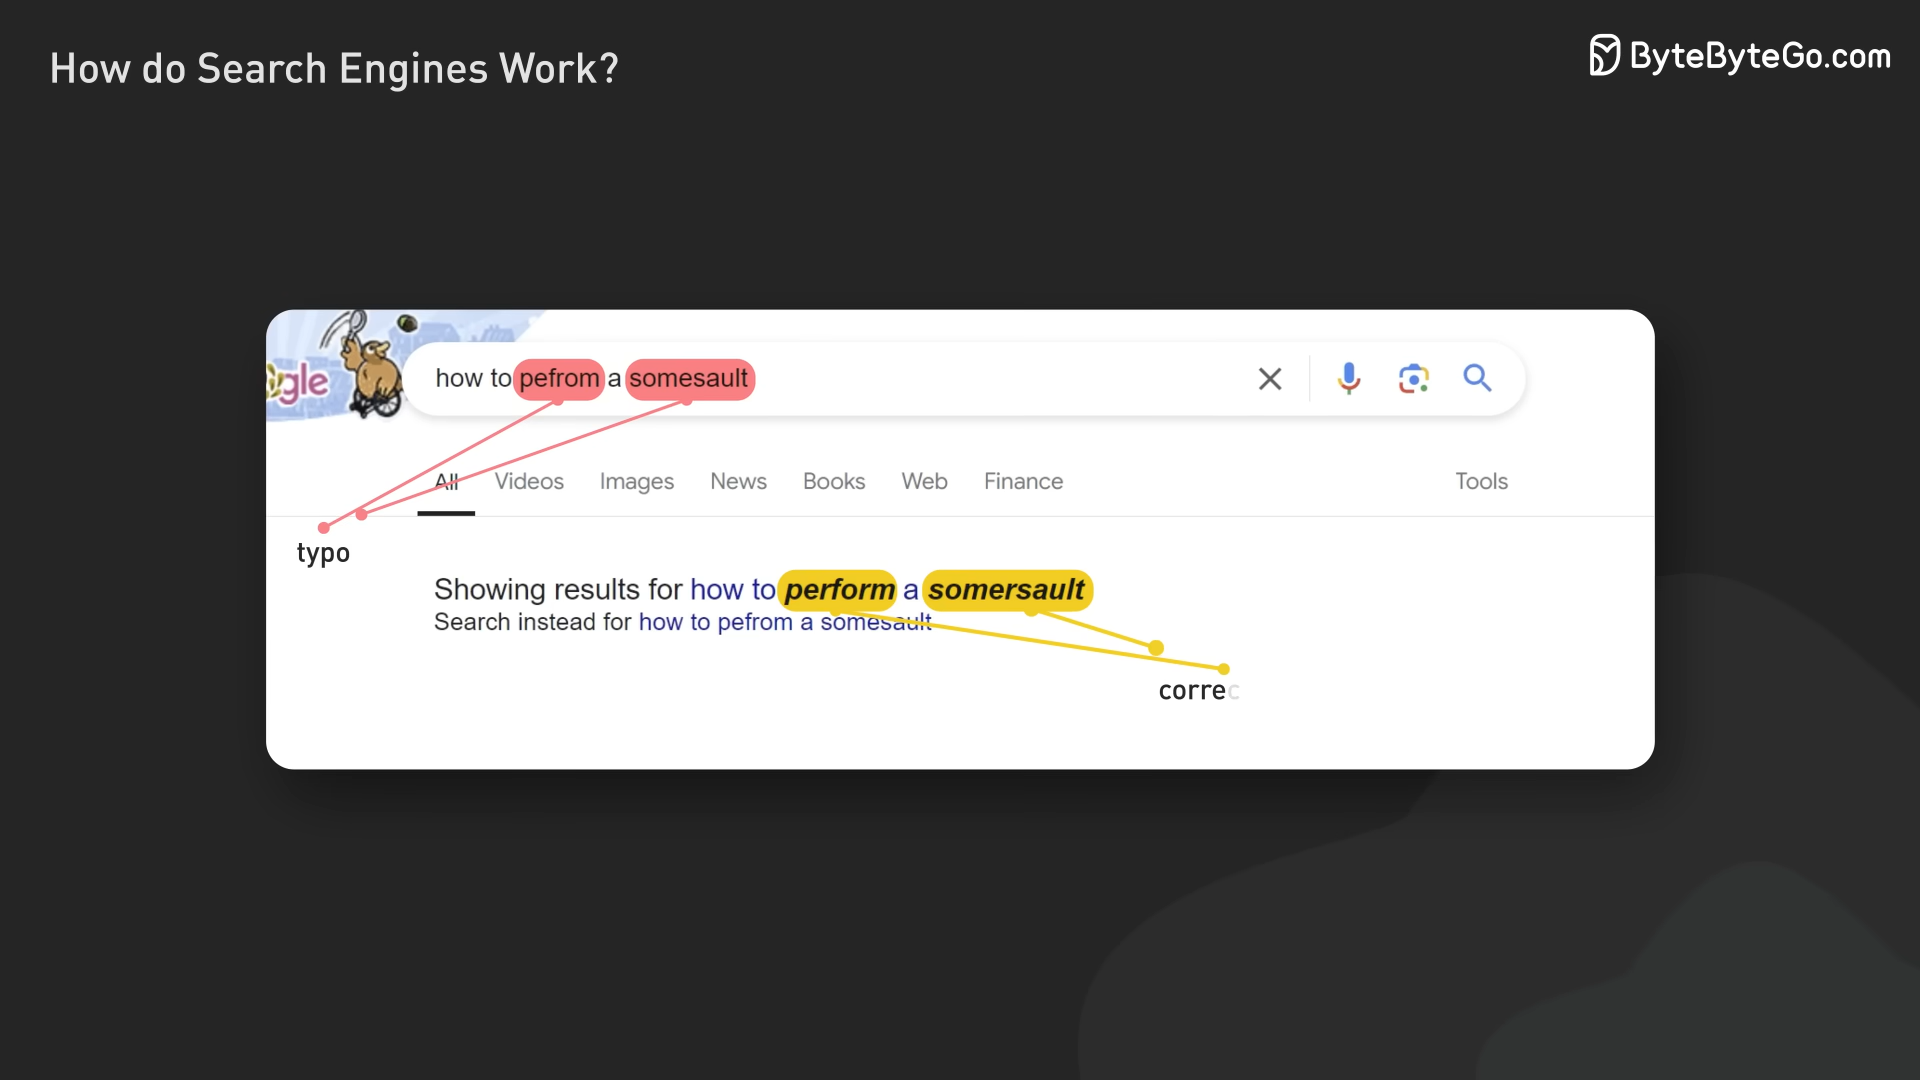 How do Search Engines Work?
ByteByteGo.com
gle
how to pefrom a somesault
All Videos Images News Books Web Finance Tools
typo
Showing results for how to perform a somersault
Search instead for how to pefrom a somesault
correc